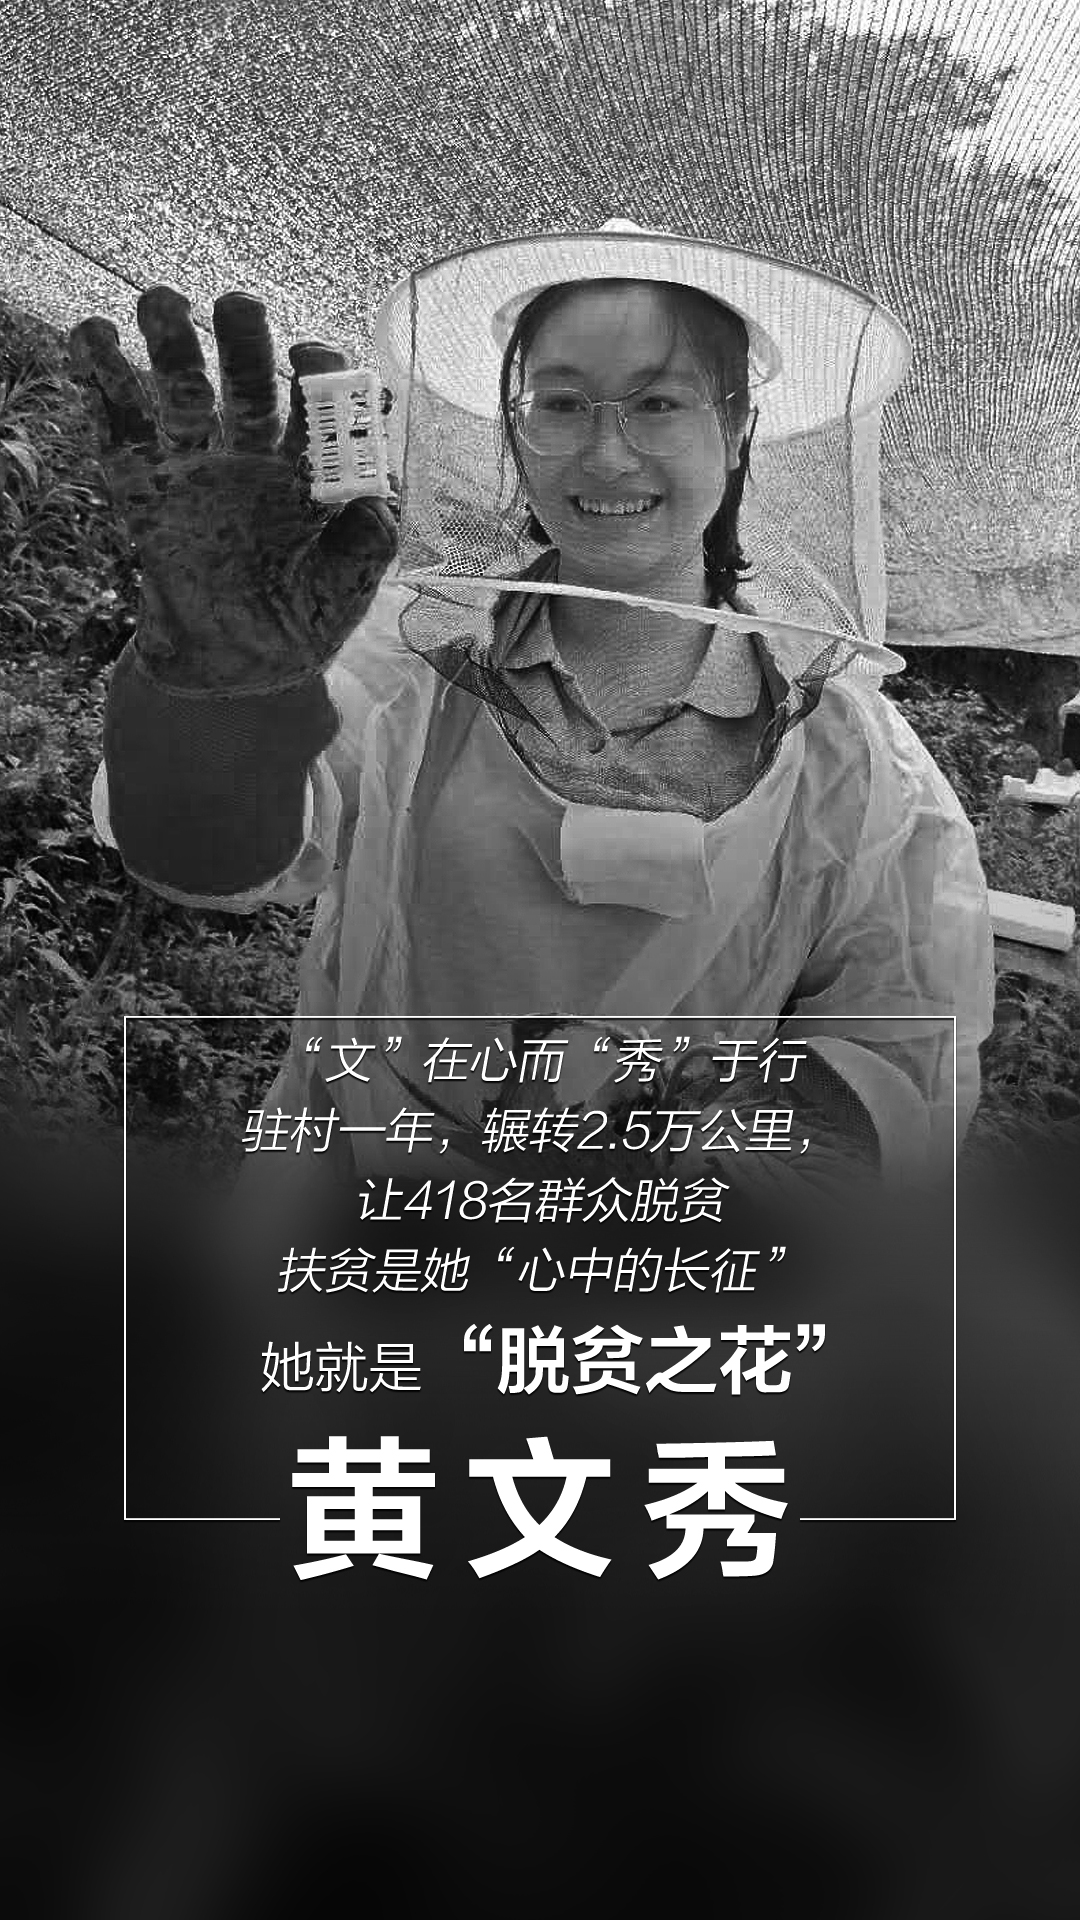 “文”在心而“秀”于行
驻村一年，辗转2.5万公里，
让418名群众脱贫
扶贫是她“心中的长征”
她就是“脱贫之花”
黄文秀